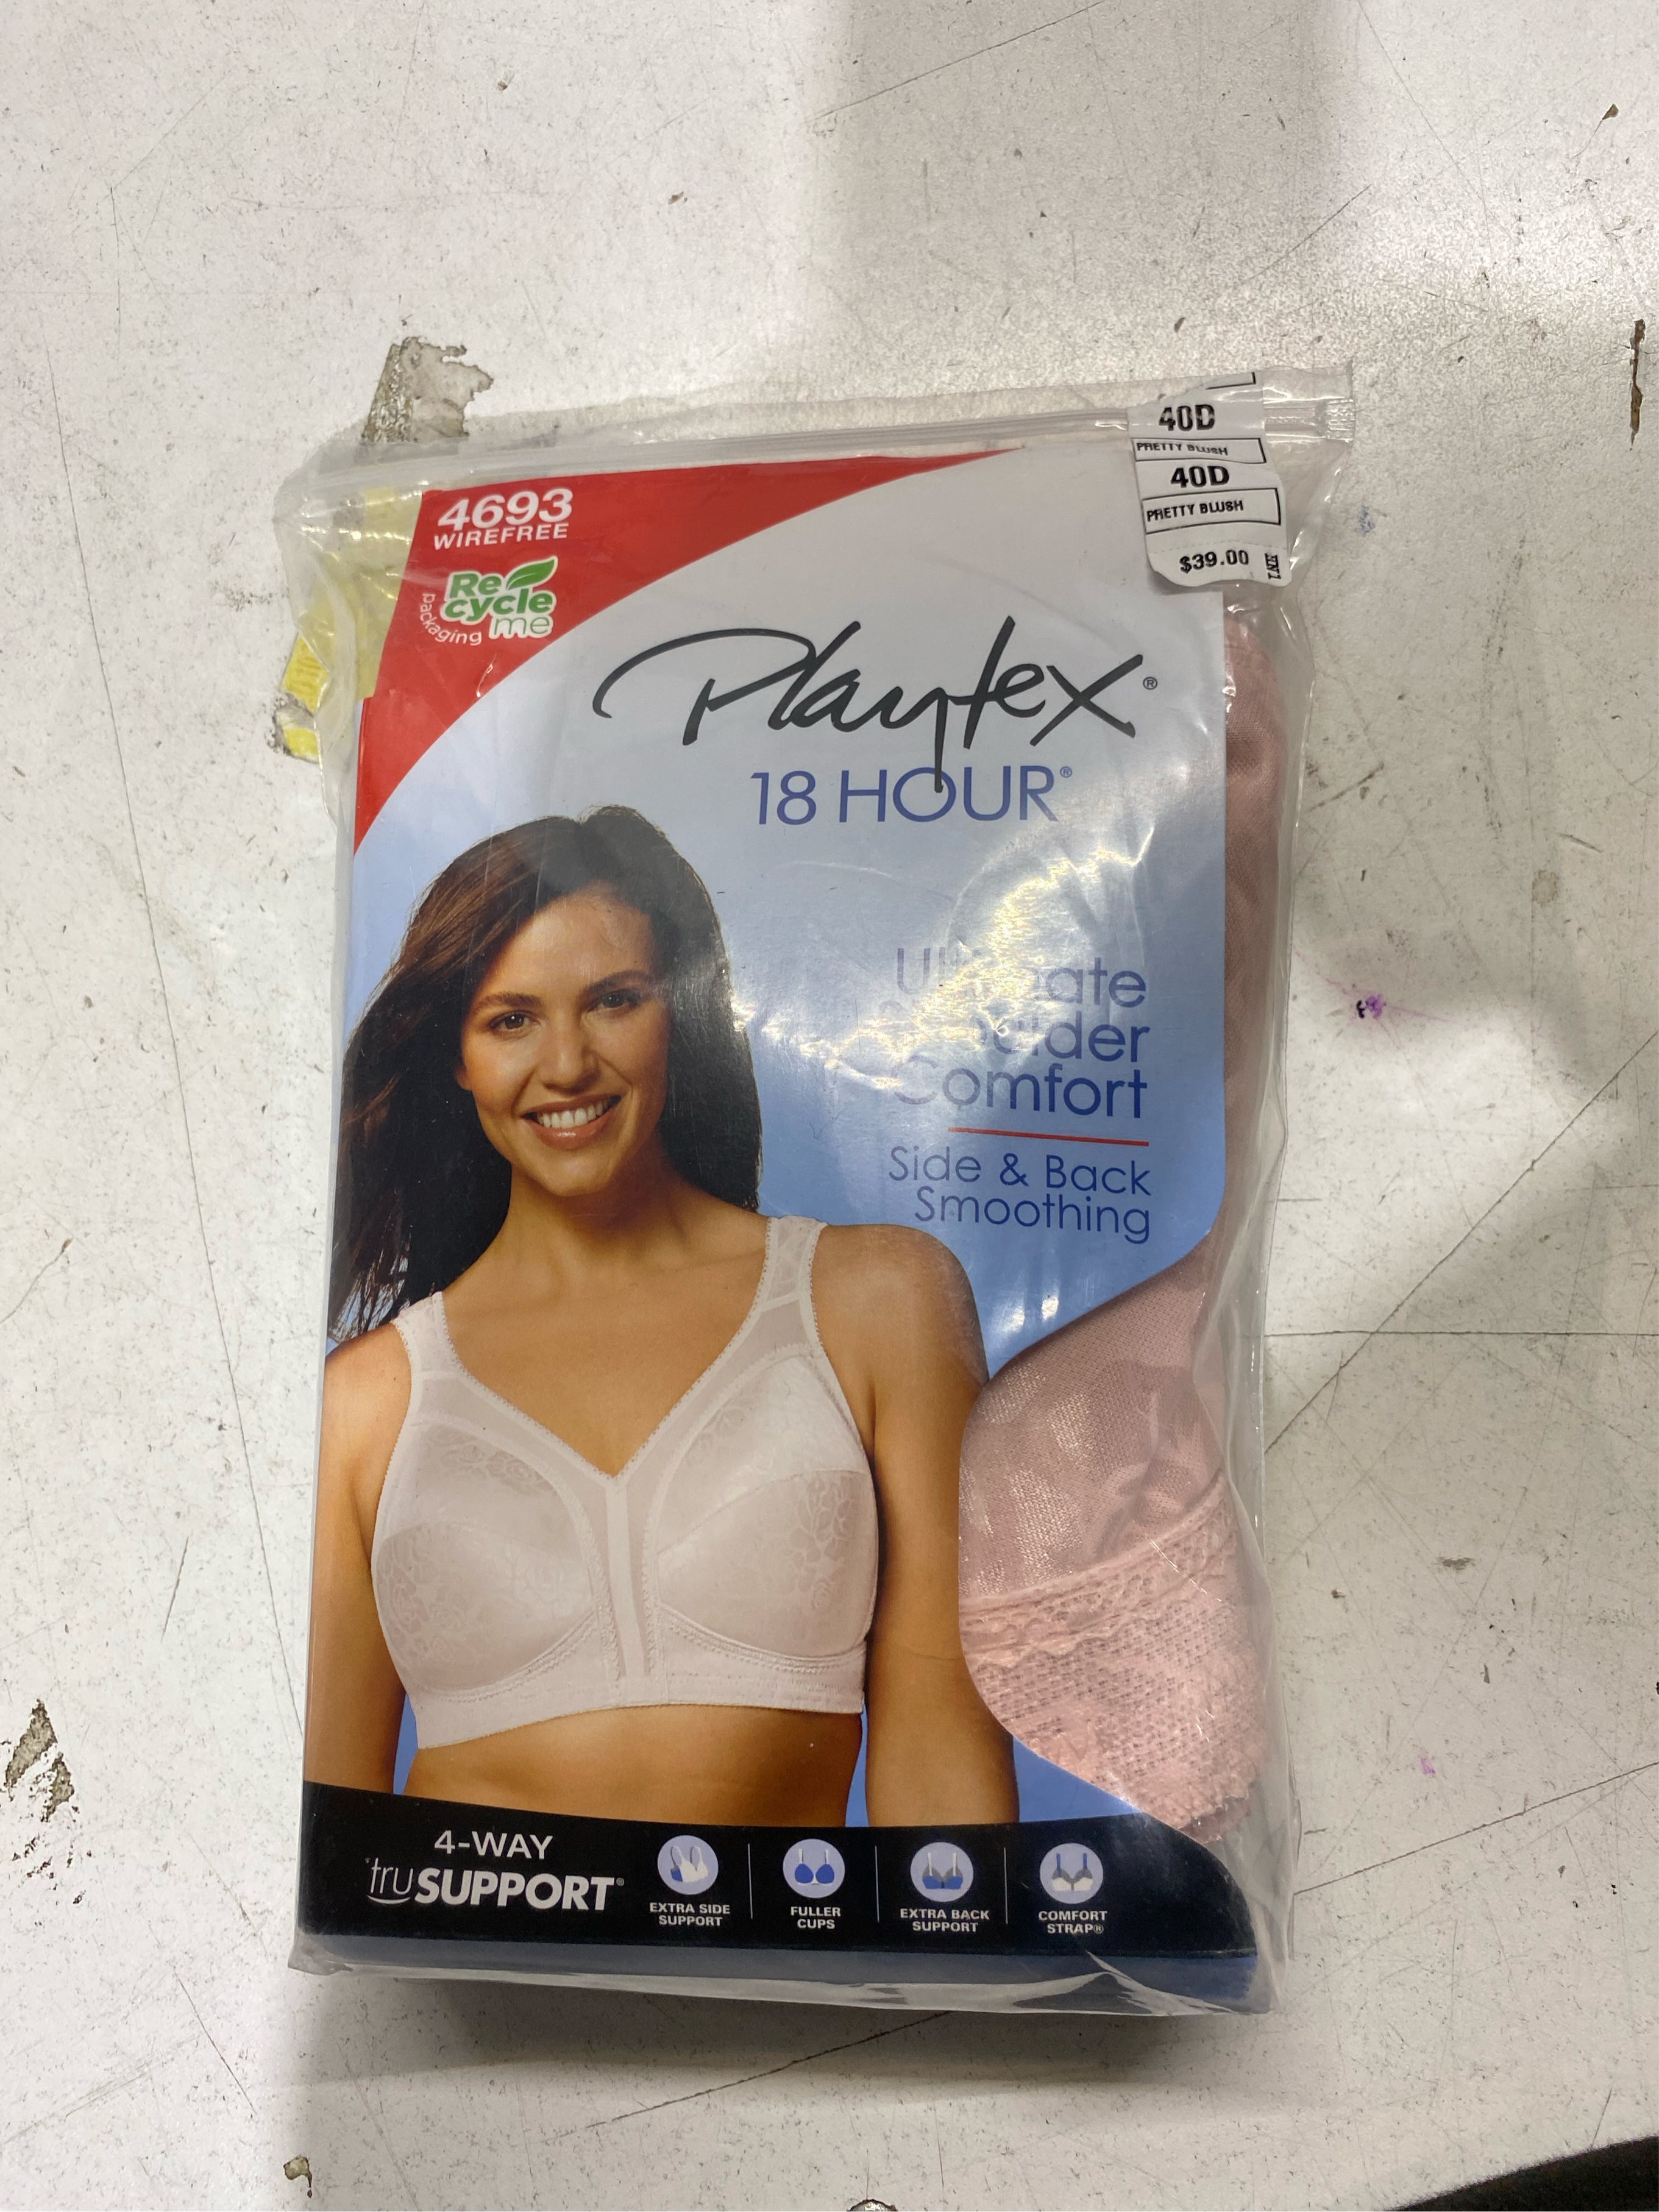 40D
PRETTY BLUSH
40D
PRETTY BLUSH
$39.00
4693
WIREFREE
Re
cycle
me
packaging
Playtex®
18 HOUR®
Comfort
Side & Back
Smoothing
4-WAY
truSUPPORT®
EXTRA SIDE
SUPPORT
FULLER
CUPS
EXTRA BACK
SUPPORT
COMFORT
STRAP®